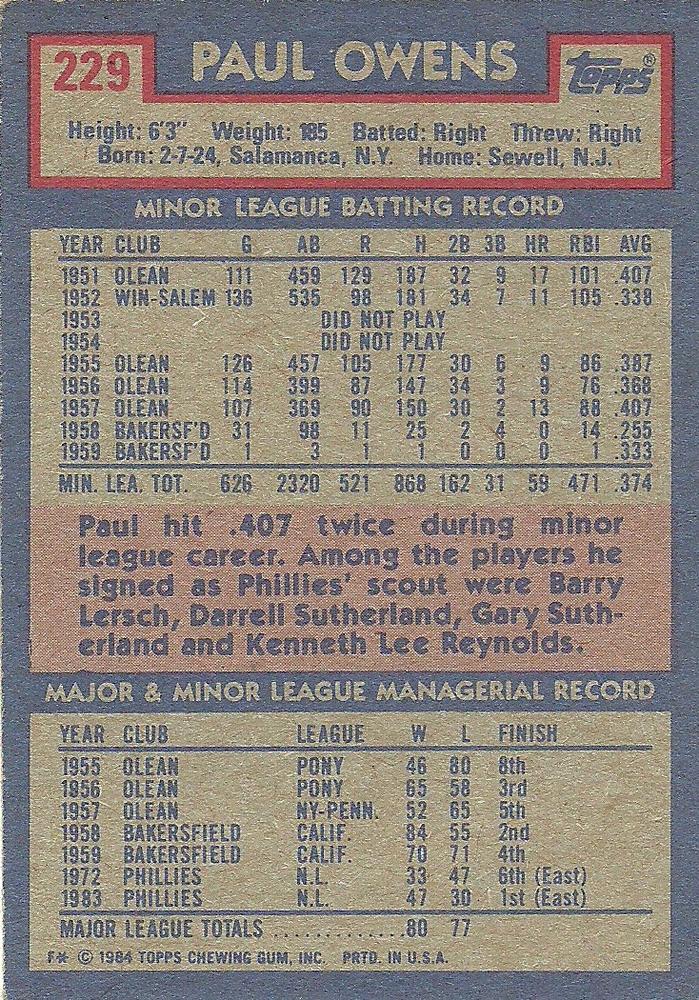 229 PAUL OWENS Topps®
Height: 6'3" Weight: 185 Batted: Right Threw: Right
Born: 2-7-24, Salamanca, N.Y. Home: Sewell, N.J.
MINOR LEAGUE BATTING RECORD
YEAR CLUB G AB R H 2B 3B HR RBI AVG
1951 OLEAN 111 459 129 187 32 9 17 101 .407
1952 WIN-SALEM 136 535 98 181 34 7 11 105 .338
1953 DID NOT PLAY
1954 DID NOT PLAY
1955 OLEAN 126 457 105 177 30 6 9 86 .387
1956 OLEAN 114 399 87 147 34 3 9 76 .368
1957 OLEAN 107 369 90 150 30 2 13 88 .407
1958 BAKERSF'D 31 98 11 25 2 4 0 14 .255
1959 BAKERSF'D 1 3 1 1 0 0 0 1 .333
MIN. LEA. TOT. 626 2320 521 868 162 31 59 471 .374
Paul hit .407 twice during minor
league career. Among the players he
signed as Phillies' scout were Barry
Lersch, Darrell Sutherland, Gary Suth-
erland and Kenneth Lee Reynolds.
MAJOR & MINOR LEAGUE MANAGERIAL RECORD
YEAR CLUB LEAGUE W L FINISH
1955 OLEAN PONY 46 80 8th
1956 OLEAN PONY 65 58 3rd
1957 OLEAN NY-PENN. 52 65 5th
1958 BAKERSFIELD CALIF. 84 55 2nd
1959 BAKERSFIELD CALIF. 70 71 4th
1972 PHILLIES N.L. 33 47 6th (East)
1983 PHILLIES N.L. 47 30 1st (East)
MAJOR LEAGUE TOTALS .............80 77
F* © 1984 TOPPS CHEWING GUM, INC. PRTD. IN U.S.A.